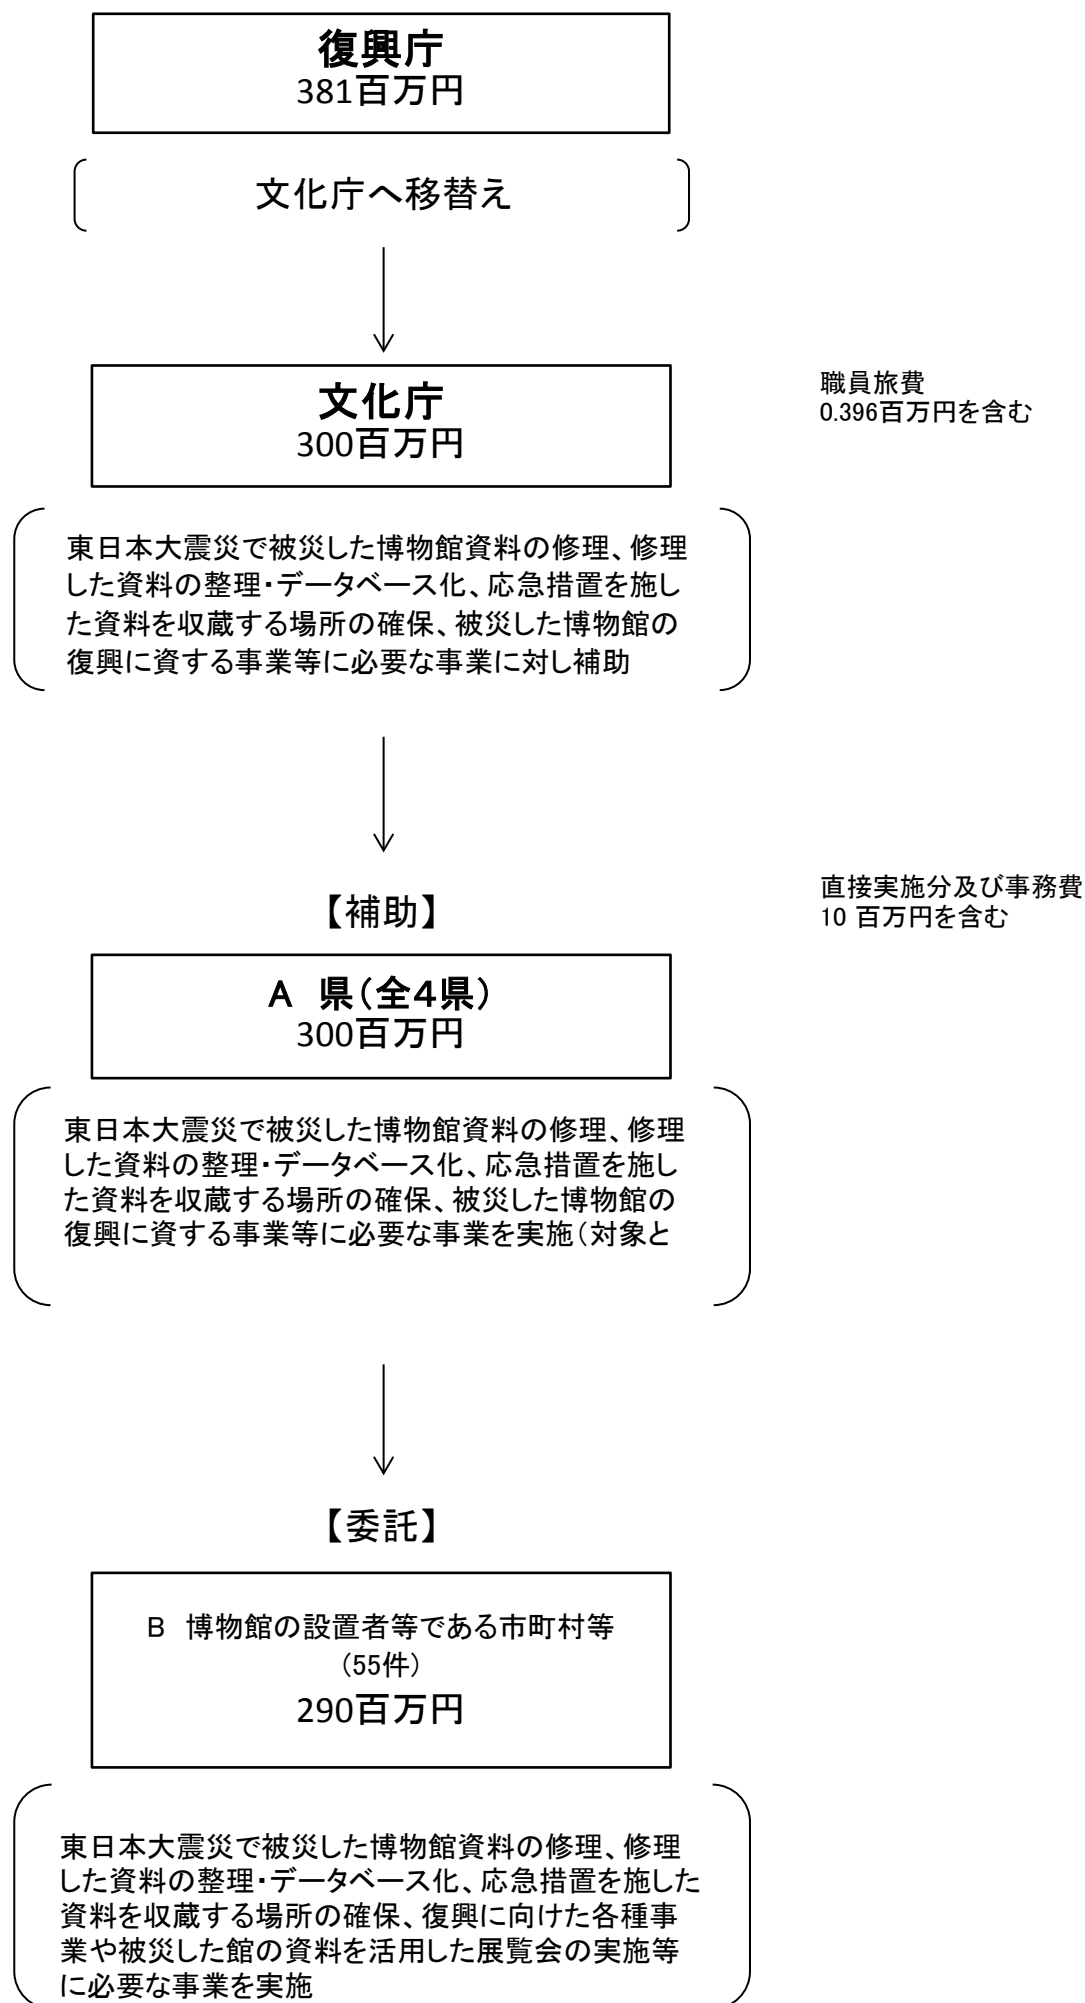 復興庁
381百万円
文化庁へ移替え
文化庁
300百万円
職員旅費
0.396百万円を含む
東日本大震災で被災した博物館資料の修理、修理
した資料の整理・データベース化、応急措置を施し
た資料を収蔵する場所の確保、被災した博物館の
復興に資する事業等に必要な事業に対し補助
【補助】
直接実施分及び事務費
10 百万円を含む
A　県（全４県）
300百万円
東日本大震災で被災した博物館資料の修理、修理
した資料の整理・データベース化、応急措置を施し
た資料を収蔵する場所の確保、被災した博物館の
復興に資する事業等に必要な事業を実施（対象と
【委託】
B　博物館の設置者等である市町村等
（55件）
290百万円
東日本大震災で被災した博物館資料の修理、修理
した資料の整理・データベース化、応急措置を施した
資料を収蔵する場所の確保、復興に向けた各種事
業や被災した館の資料を活用した展覧会の実施等
に必要な事業を実施